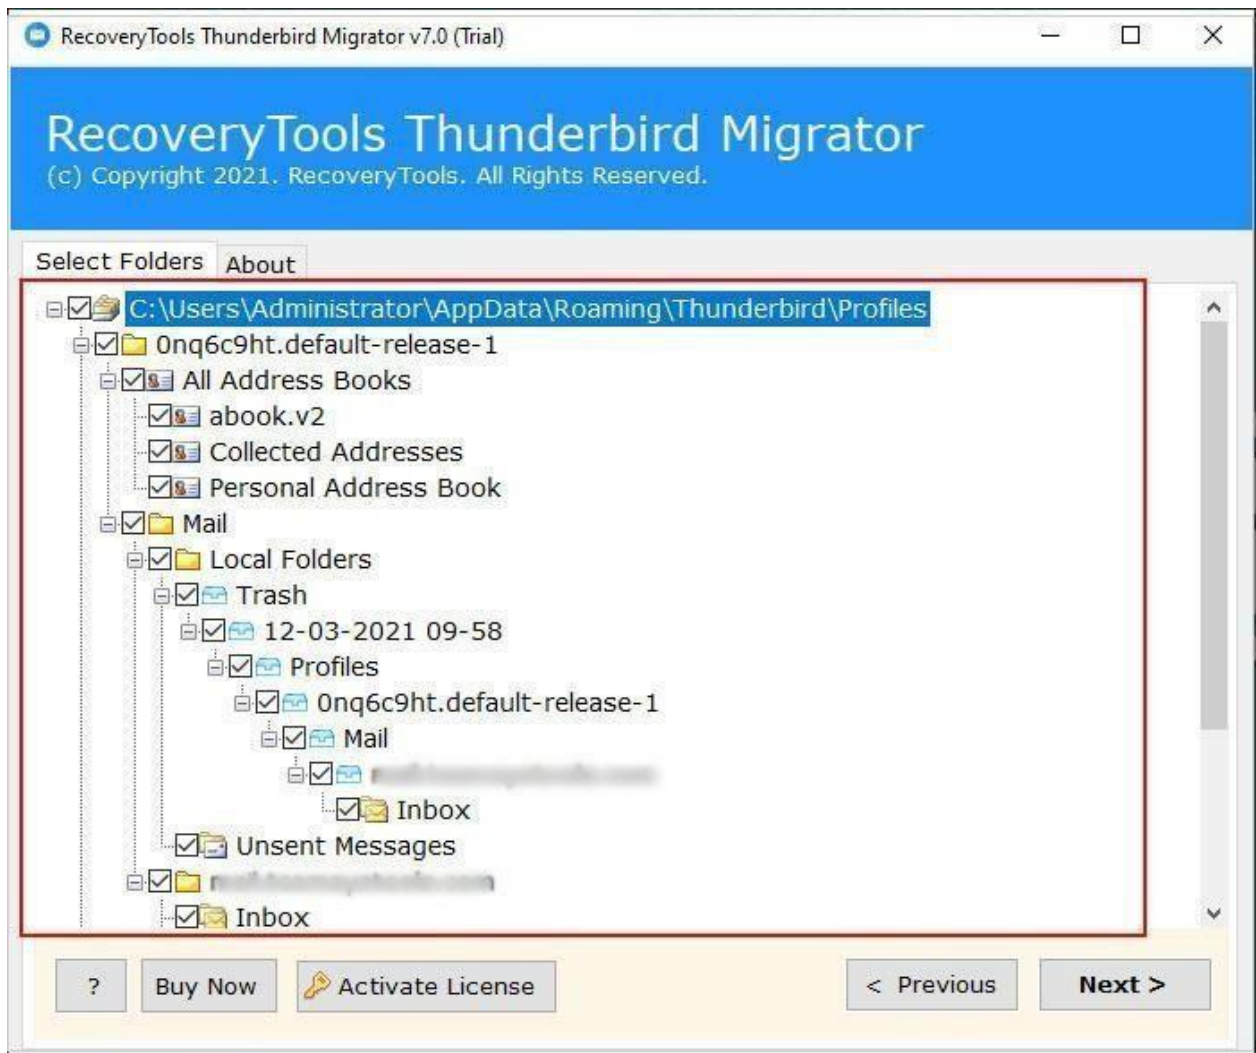 RecoveryTools Thunderbird Migrator v7.0 (Trial)
RecoveryTools Thunderbird Migrator
(c) Copyright 2021. RecoveryTools. All Rights Reserved.
Select Folders About
C:\Users\Administrator\AppData\Roaming\Thunderbird\Profiles
0nq6c9ht.default-release-1
All Address Books
abook.v2
Collected Addresses
Personal Address Book
Mail
Local Folders
Trash
12-03-2021 09-58
Profiles
0nq6c9ht.default-release-1
Mail
Inbox
Unsent Messages
Inbox
? Buy Now Activate License < Previous Next >